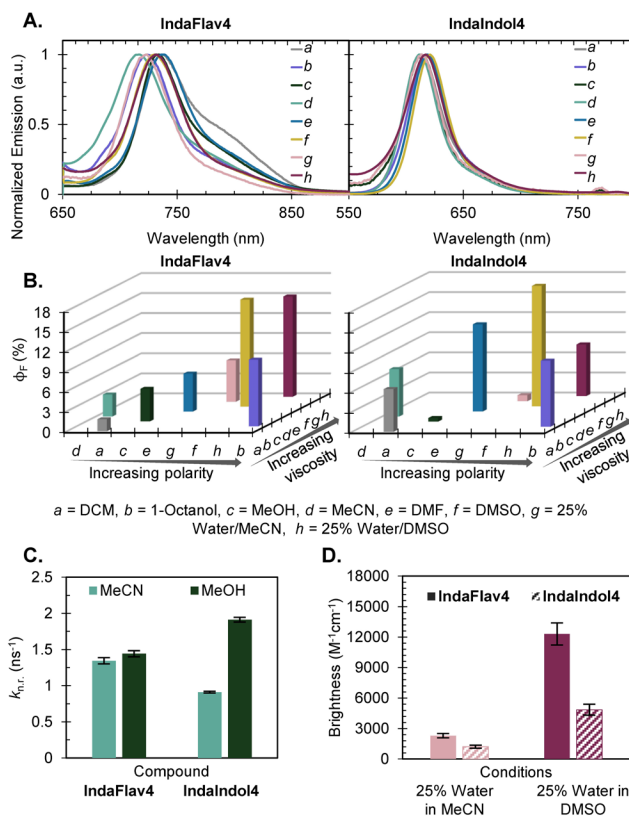 A.
IndaFlav4
IndaIndol4
Normalized Emission (a.u.)
1
0.5
0
a
b
c
d
e
f
g
h
a
b
c
d
e
f
g
h
650
750
850
550
650
750
Wavelength (nm)
Wavelength (nm)
B.
IndaFlav4
IndaIndol4
ϕF (%)
18
15
12
9
6
3
0
d a c e g f h b
a b c d e f g h
Increasing polarity
Increasing viscosity
d a c e g f h b
a b c d e f g h
Increasing polarity
Increasing viscosity
a = DCM, b = 1-Octanol, c = MeOH, d = MeCN, e = DMF, f = DMSO, g = 25%
Water/MeCN, h = 25% Water/DMSO
C.
MeCN
MeOH
kn.r. (ns-1)
2.5
2
1.5
1
0.5
0
Compound
IndaFlav4
IndaIndol4
D.
IndaFlav4
IndaIndol4
Brightness (M-1cm-1)
18000
15000
12000
9000
6000
3000
0
Conditions
25% Water
in MeCN
25% Water in
DMSO